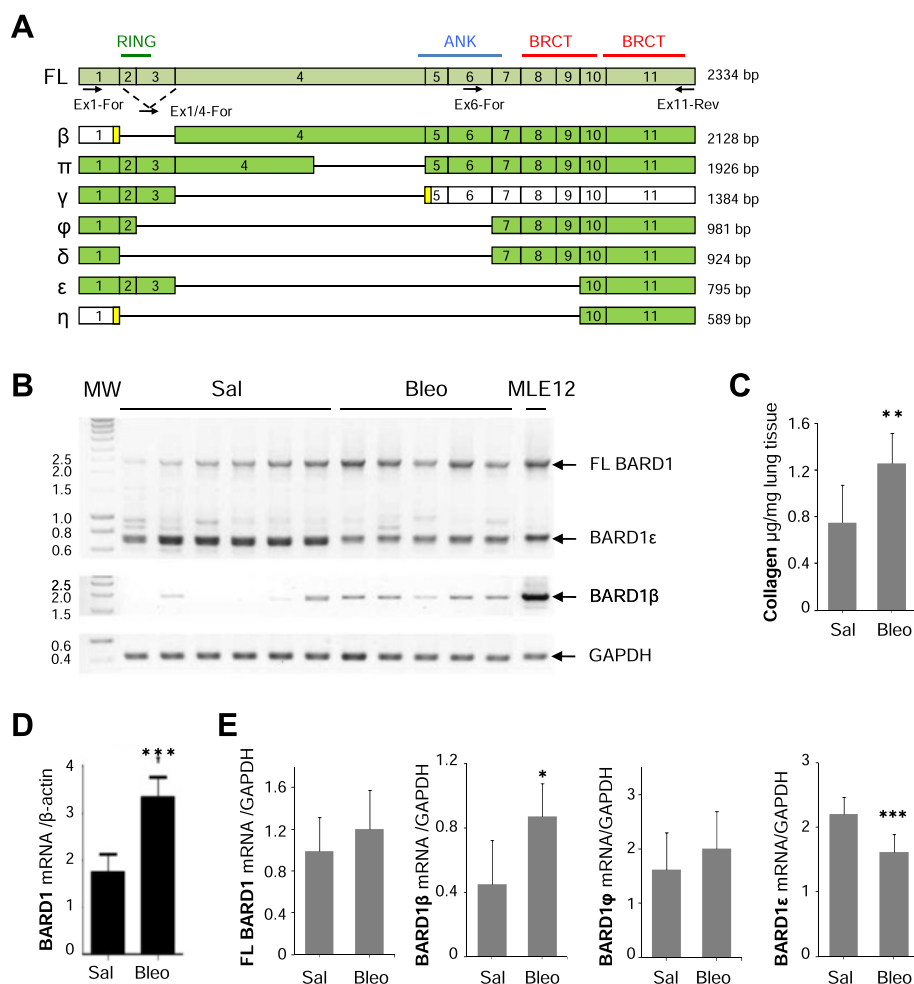 A
RING ANK BRCT BRCT
FL 1 2 3 4 5 6 7 8 9 10 11 2334 bp
Ex1-For Ex1/4-For Ex6-For Ex11-Rev
β 1 4 5 6 7 8 9 10 11 2128 bp
π 1 2 3 4 5 6 7 8 9 10 11 1926 bp
γ 1 2 3 5 6 7 8 9 10 11 1384 bp
φ 1 2 7 8 9 10 11 981 bp
δ 1 7 8 9 10 11 924 bp
ε 1 2 3 10 11 795 bp
η 1 10 11 589 bp
B
MW Sal Bleo MLE12
2.5
2.0
1.5
1.0
0.8
0.6
FL BARD1
BARD1ε
2.5
2.0
1.5
BARD1β
0.6
0.4
GAPDH
C
Collagen µg/mg lung tissue
1.6
1.2
0.8
0.4
0
**
Sal Bleo
D
BARD1 mRNA /β-actin
4
3
2
1
0
***
Sal Bleo
E
FL BARD1 mRNA /GAPDH
1.6
1.2
0.8
0.4
0
Sal Bleo
BARD1β mRNA /GAPDH
1.2
0.8
0.4
0
*
Sal Bleo
BARD1φ mRNA/GAPDH
3
2
1
0
Sal Bleo
BARD1ε mRNA/GAPDH
3
2
1
0
***
Sal Bleo